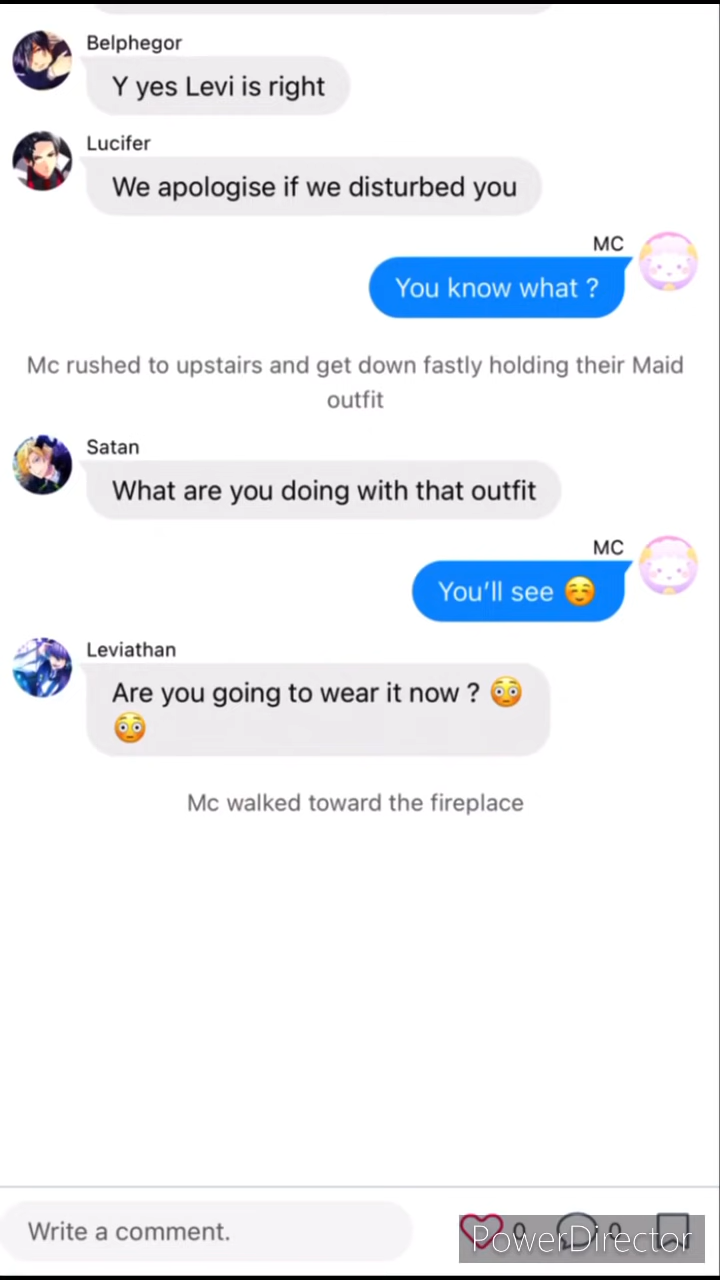 Belphegor
Y yes Levi is right
Lucifer
We apologise if we disturbed you
MC
You know what ?
Mc rushed to upstairs and get down fastly holding their Maid
outfit
Satan
What are you doing with that outfit
MC
You'll see ☺️
Leviathan
Are you going to wear it now ? 😳
😳
Mc walked toward the fireplace
Write a comment.
0 0
PowerDirector